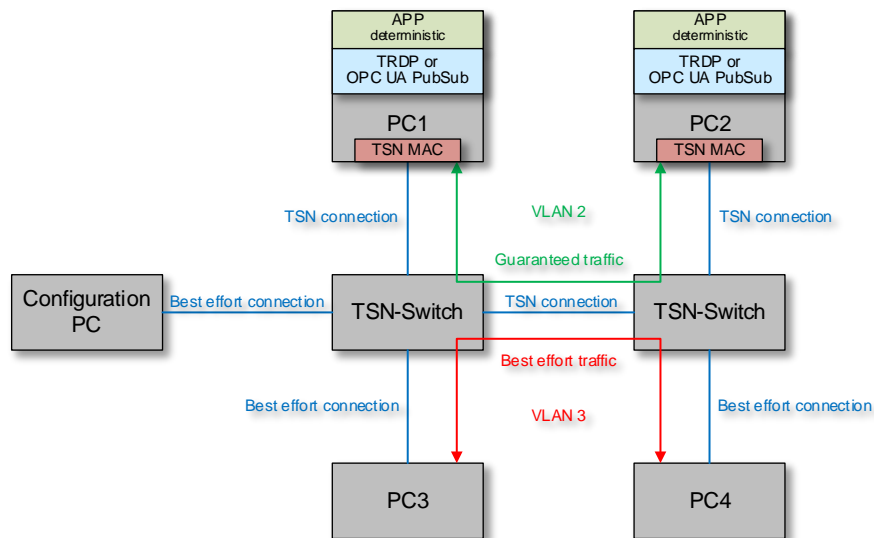 APP
deterministic
TRDP or
OPC UA PubSub
PC1
TSN MAC
APP
deterministic
TRDP or
OPC UA PubSub
PC2
TSN MAC
TSN connection
VLAN 2
TSN connection
Guaranteed traffic
Configuration
PC
Best effort connection
TSN-Switch
TSN connection
TSN-Switch
Best effort traffic
Best effort connection
VLAN 3
Best effort connection
PC3
PC4